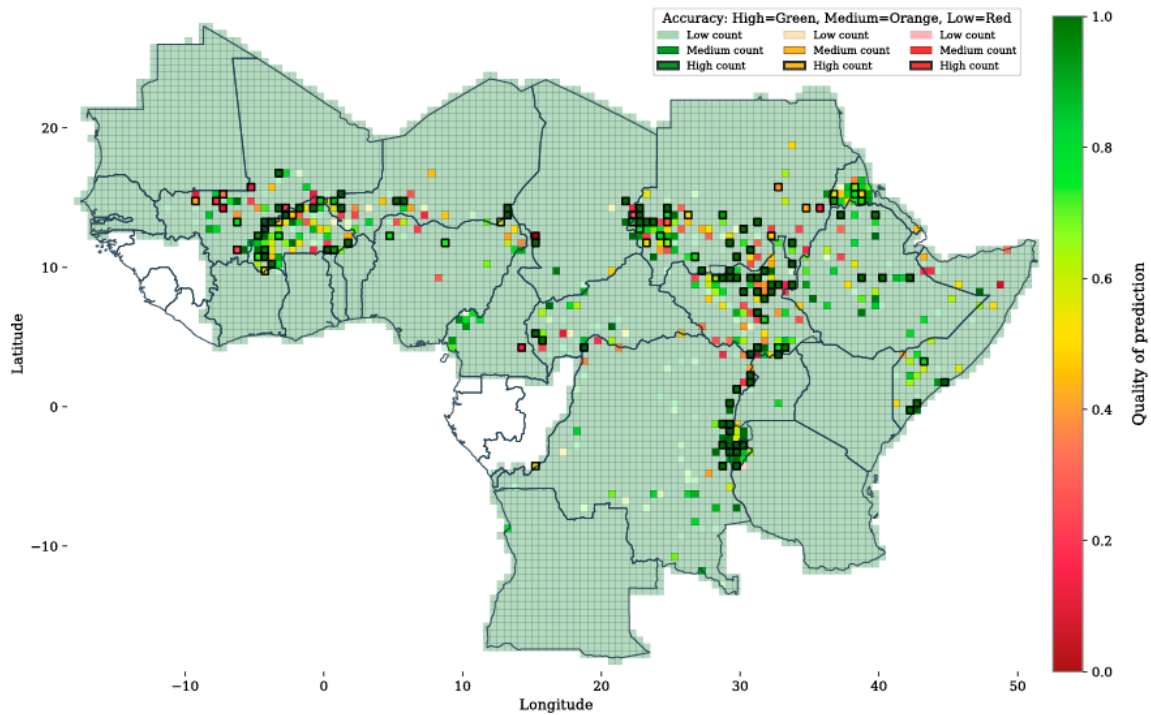 Accuracy: High=Green, Medium=Orange, Low=Red
Low count Low count Low count
Medium count Medium count Medium count
High count High count High count
1.0
0.8
0.6
0.4
0.2
0.0
Quality of prediction
20
10
0
−10
Latitude
−10 0 10 20 30 40 50
Longitude